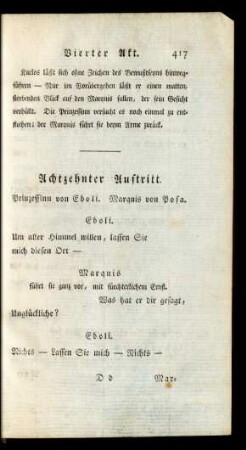 Vierter Akt. 417
Karlos läßt sich ohne Zeichen des Bewußtseyns hinweg-
führen — Nur im Vorübergehen läßt er einen matten,
sterbenden Blick auf den Marquis fallen, der sein Gesicht
verhüllt. Die Prinzessin versucht es noch einmal zu ent-
fliehen; der Marquis führt sie beym Arme zurück.
Achtzehnter Auftritt.
Prinzessinn von Eboli. Marquis von Posa.
Eboli.
Um aller Himmel willen, lassen Sie
mich diesen Ort —
Marquis
führt sie ganz vor, mit fürchterlichem Ernst.
Was hat er dir gesagt,
Unglückliche?
Eboli.
Nichts — Lassen Sie mich — Nichts —
D d Mar-